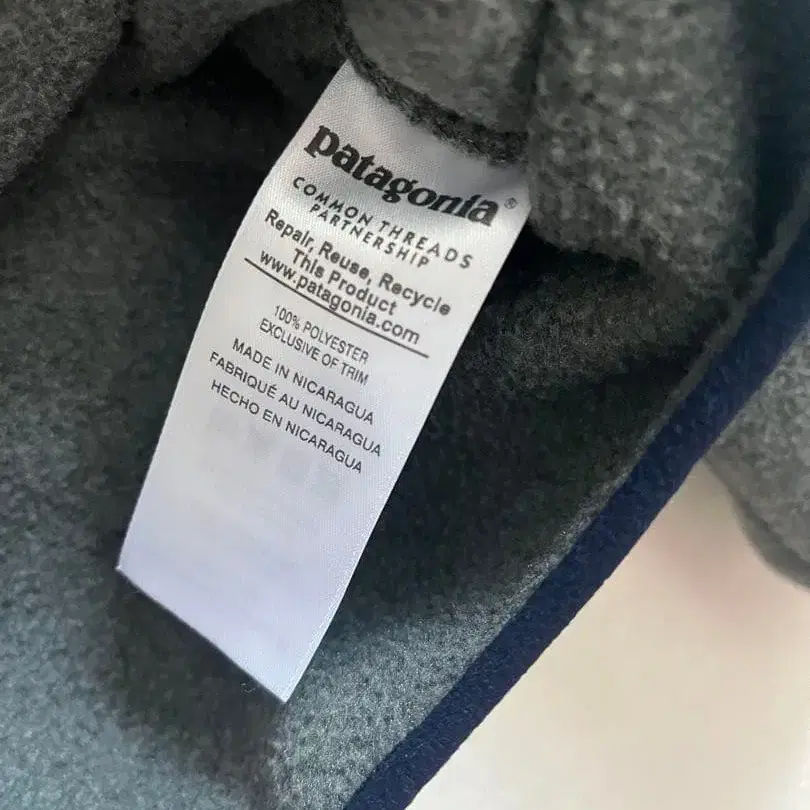 patagonia®
COMMON THREADS
PARTNERSHIP
Repair, Reuse, Recycle
This Product
www.patagonia.com
100% POLYESTER
EXCLUSIVE OF TRIM
MADE IN NICARAGUA
FABRIQUÉ AU NICARAGUA
HECHO EN NICARAGUA